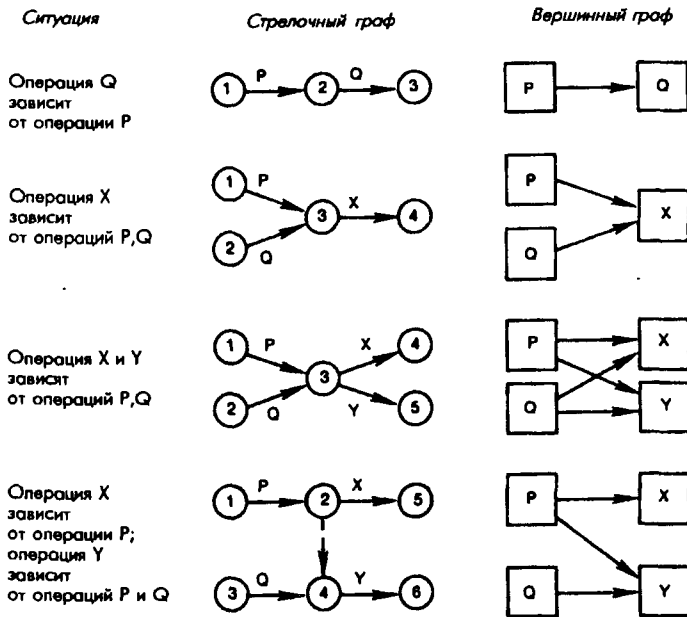 Ситуация Стрелочный граф Вершинный граф
Операция Q
зависит
от операции P
1 P 2 Q 3
P Q
Операция X
зависит
от операций P,Q
1 P
3 X 4
2 Q
P
X
Q
Операция X и Y
зависят
от операций P,Q
1 P X 4
3
2 Q Y 5
P X
Q Y
Операция X
зависит
от операции P;
операция Y
зависит
от операций P и Q
1 P 2 X 5
3 Q 4 Y 6
P X
Q Y